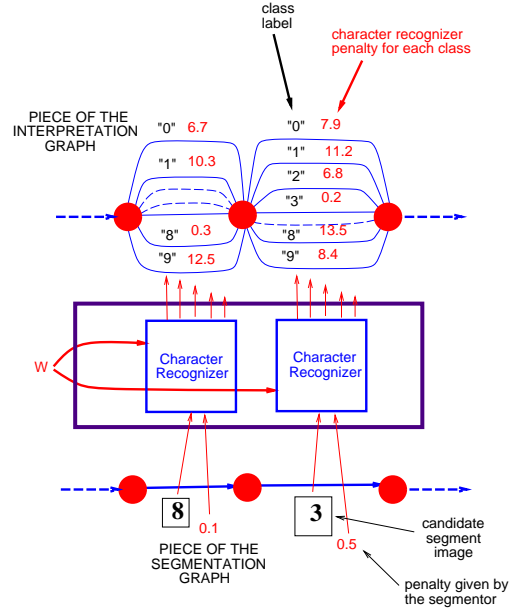 class
label
character recognizer
penalty for each class
PIECE OF THE
INTERPRETATION
GRAPH
"0" 6.7
"0" 7.9
"1" 10.3
"1" 11.2
"2" 6.8
"3" 0.2
"8" 0.3
"8" 13.5
"9" 12.5
"9" 8.4
W
Character
Recognizer
Character
Recognizer
8
0.1
3
0.5
PIECE OF THE
SEGMENTATION
GRAPH
candidate
segment
image
penalty given by
the segmentor